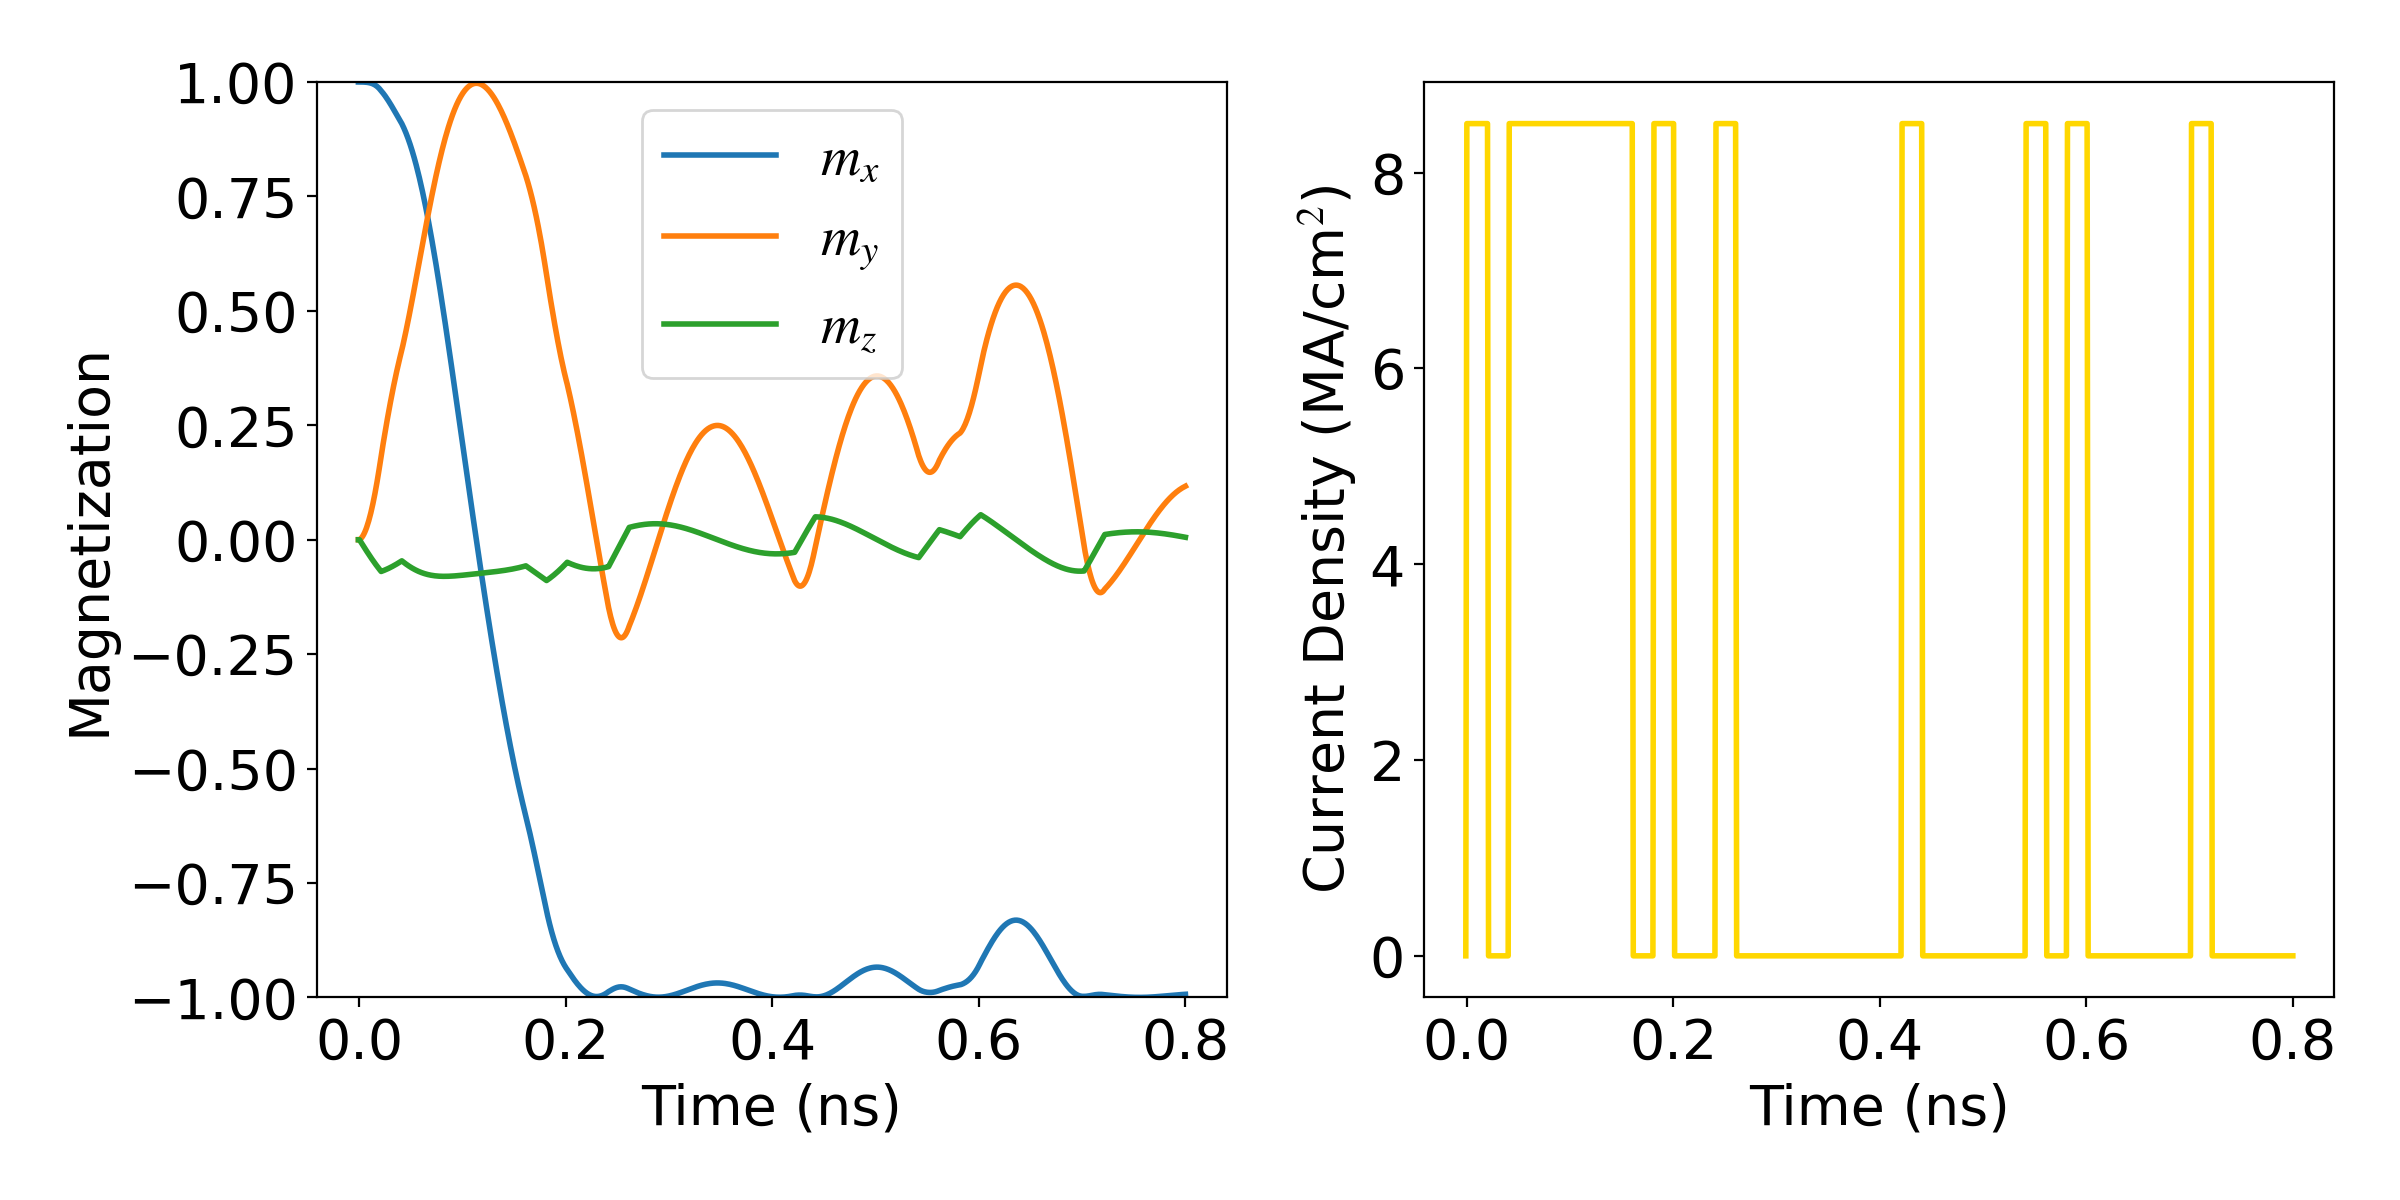 1.00
0.75
0.50
0.25
0.00
−0.25
−0.50
−0.75
−1.00
Magnetization
0.0 0.2 0.4 0.6 0.8
Time (ns)
m_x
m_y
m_z
8
6
4
2
0
Current Density (MA/cm²)
0.0 0.2 0.4 0.6 0.8
Time (ns)